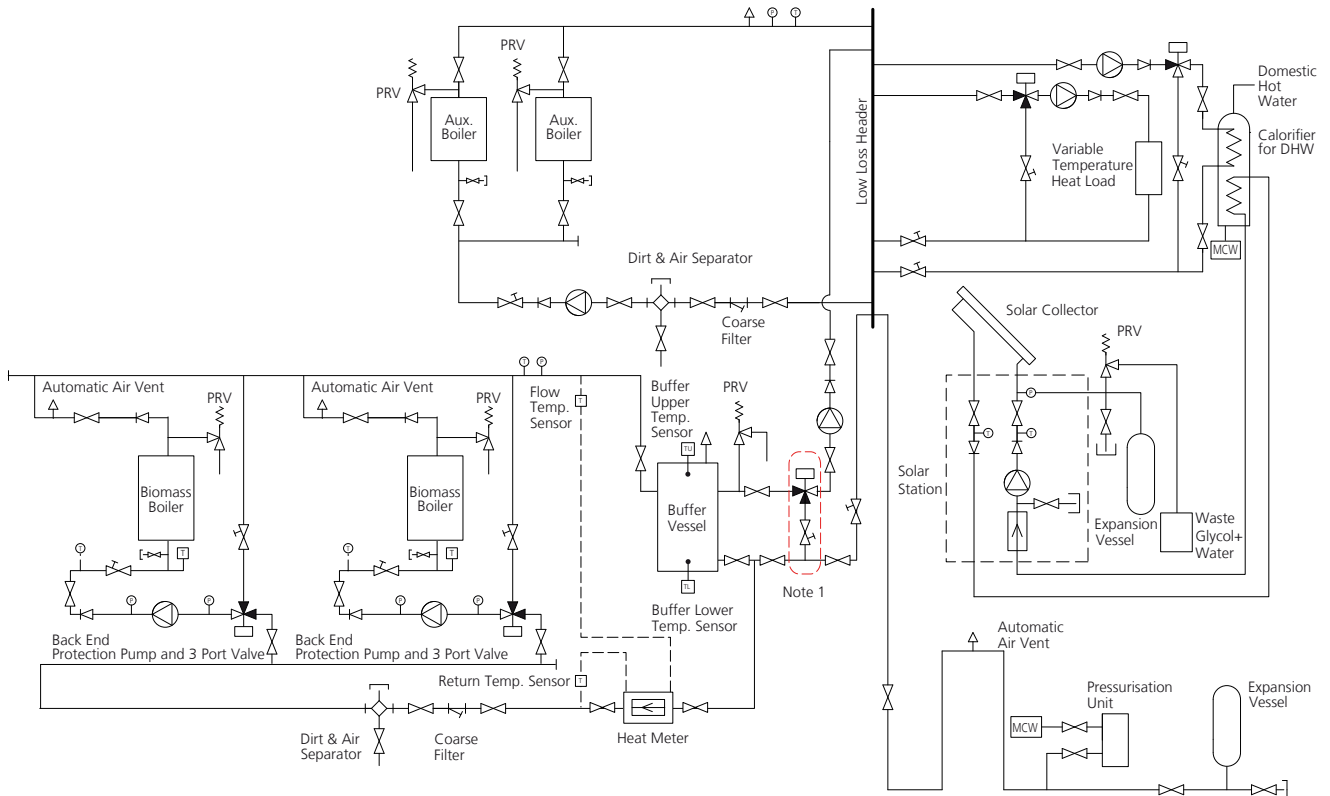 P
T
PRV
PRV
Aux.
Boiler
Aux.
Boiler
Low Loss Header
Domestic
Hot
Water
Calorifier
for DHW
Variable
Temperature
Heat Load
MCW
Dirt & Air Separator
Coarse
Filter
Solar Collector
PRV
P
T
T
Solar
Station
Expansion
Vessel
Waste
Glycol+
Water
Automatic Air Vent
PRV
Biomass
Boiler
T
T
P
P
Back End
Protection Pump and 3 Port Valve
Automatic Air Vent
PRV
Biomass
Boiler
T
T
P
P
Back End
Protection Pump and 3 Port Valve
T
P
Flow
Temp.
Sensor
T
Buffer
Upper
Temp.
Sensor
TU
PRV
Buffer
Vessel
TL
Buffer Lower
Temp. Sensor
Note 1
Return Temp. Sensor
T
Dirt & Air
Separator
Coarse
Filter
Heat Meter
Automatic
Air Vent
Pressurisation
Unit
MCW
Expansion
Vessel